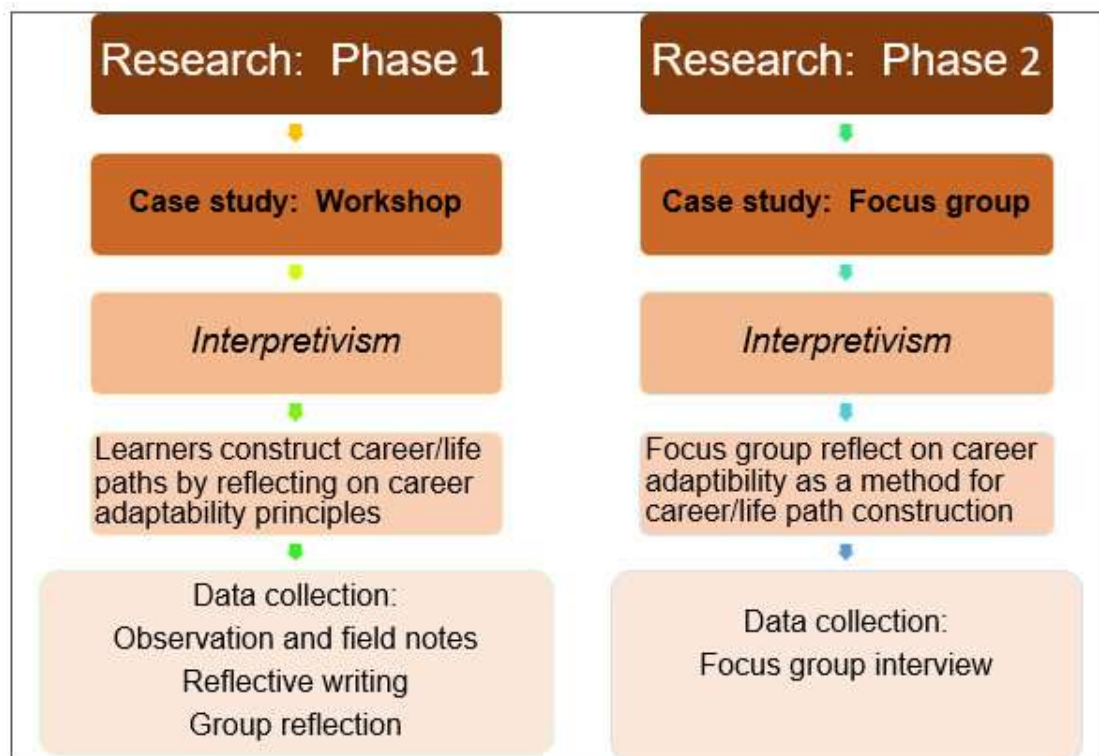 Research: Phase 1
Case study: Workshop
Interpretivism
Learners construct career/life
paths by reflecting on career
adaptability principles
Data collection:
Observation and field notes
Reflective writing
Group reflection
Research: Phase 2
Case study: Focus group
Interpretivism
Focus group reflect on career
adaptibility as a method for
career/life path construction
Data collection:
Focus group interview